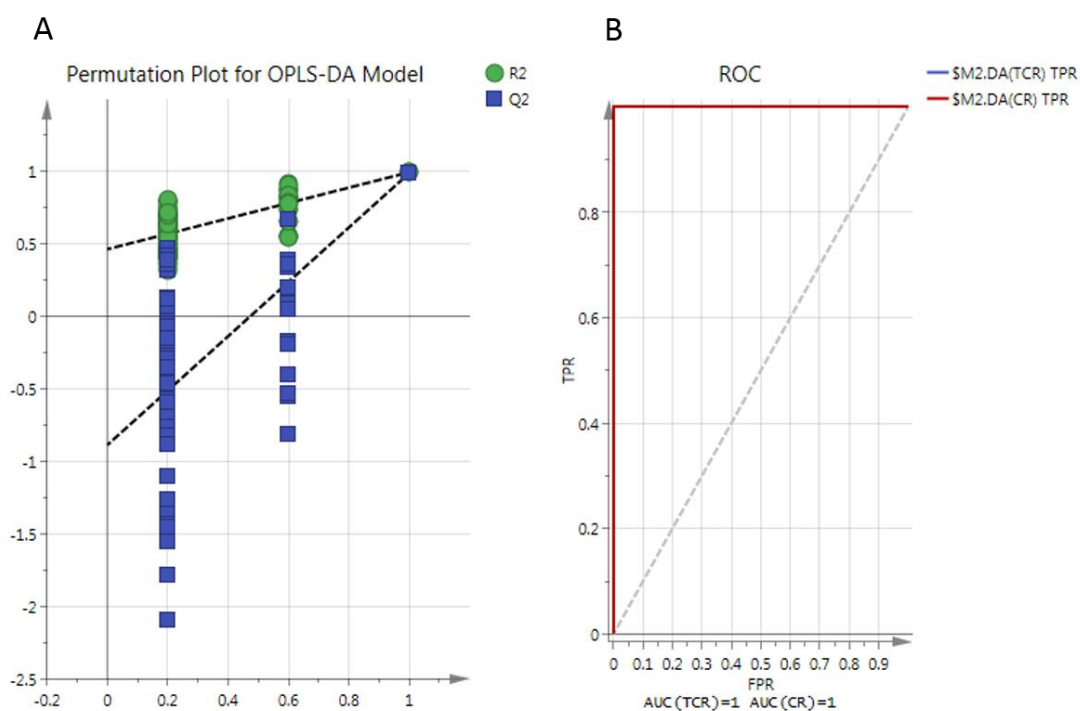 A
Permutation Plot for OPLS-DA Model
R2
Q2
1
0.5
0
-0.5
-1
-1.5
-2
-2.5
-0.2 0 0.2 0.4 0.6 0.8 1
B
ROC
$M2.DA(TCR) TPR
$M2.DA(CR) TPR
TPR
0.8
0.6
0.4
0.2
0
0 0.1 0.2 0.3 0.4 0.5 0.6 0.7 0.8 0.9
FPR
AUC(TCR)=1 AUC(CR)=1